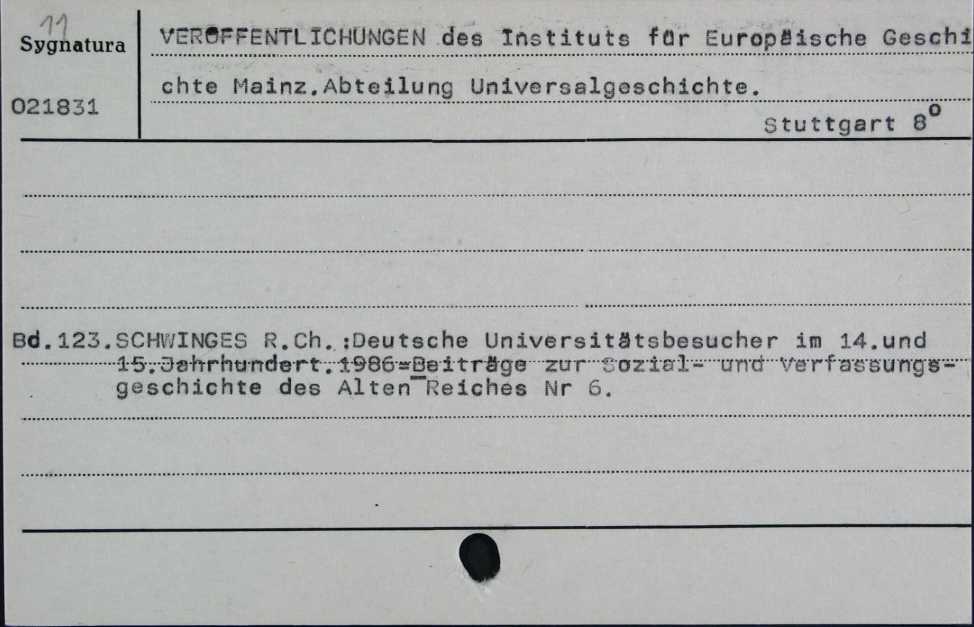 11
Sygnatura
021831
VERÖFFENTLICHUNGEN des Instituts für Europäische Geschi
chte Mainz.Abteilung Universalgeschichte.
Stuttgart 8°
Bd.123.SCHWINGES R.Ch.:Deutsche Universitätsbesucher im 14.und
15.Jahrhundert.1986=Beiträge zur Sozial- und Verfassungs-
geschichte des Alten Reiches Nr 6.